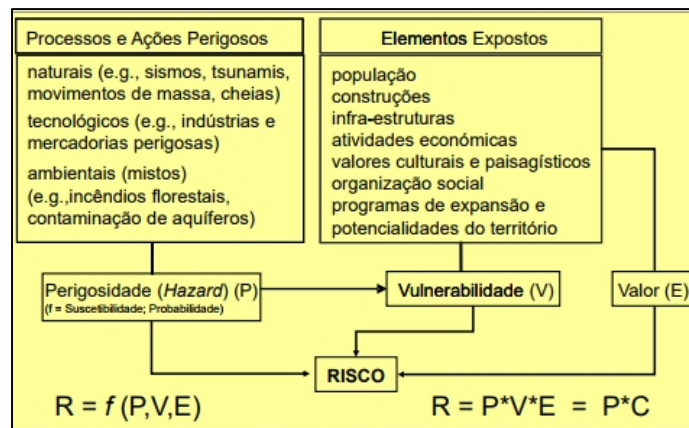 Processos e Ações Perigosos
naturais (e.g., sismos, tsunamis,
movimentos de massa, cheias)
tecnológicos (e.g., indústrias e
mercadorias perigosas)
ambientais (mistos)
(e.g.,incêndios florestais,
contaminação de aquíferos)
Elementos Expostos
população
construções
infra-estruturas
atividades económicas
valores culturais e paisagísticos
organização social
programas de expansão e
potencialidades do território
Perigosidade (Hazard) (P)
(f = Suscetibilidade; Probabilidade)
Vulnerabilidade (V)
Valor (E)
RISCO
R = f (P,V,E)
R = P*V*E = P*C